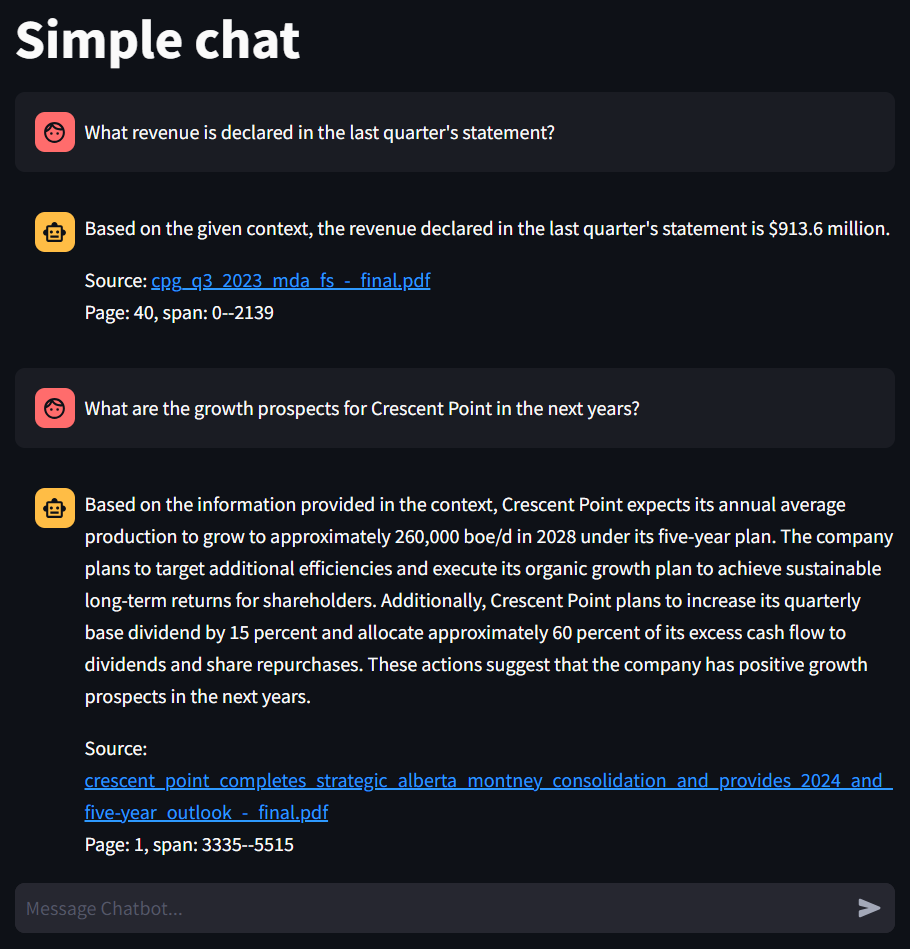 Simple chat
What revenue is declared in the last quarter's statement?
Based on the given context, the revenue declared in the last quarter's statement is $913.6 million.
Source: cpg_q3_2023_mda_fs_-_final.pdf
Page: 40, span: 0--2139
What are the growth prospects for Crescent Point in the next years?
Based on the information provided in the context, Crescent Point expects its annual average
production to grow to approximately 260,000 boe/d in 2028 under its five-year plan. The company
plans to target additional efficiencies and execute its organic growth plan to achieve sustainable
long-term returns for shareholders. Additionally, Crescent Point plans to increase its quarterly
base dividend by 15 percent and allocate approximately 60 percent of its excess cash flow to
dividends and share repurchases. These actions suggest that the company has positive growth
prospects in the next years.
Source:
crescent_point_completes_strategic_alberta_montney_consolidation_and_provides_2024_and_
five-year_outlook_-_final.pdf
Page: 1, span: 3335--5515
Message Chatbot...